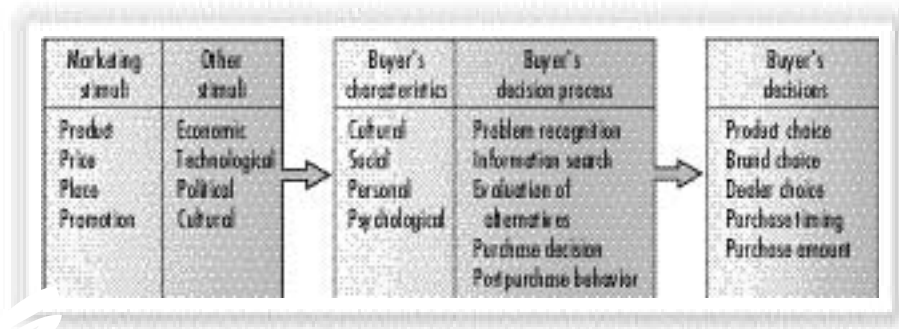 Marketing
stimuli
Product
Price
Place
Promotion
Other
stimuli
Economic
Technological
Political
Cultural
Buyer's
characteristics
Cultural
Social
Personal
Psychological
Buyer's
decision process
Problem recognition
Information search
Evaluation of
alternatives
Purchase decision
Postpurchase behavior
Buyer's
decisions
Product choice
Brand choice
Dealer choice
Purchase timing
Purchase amount